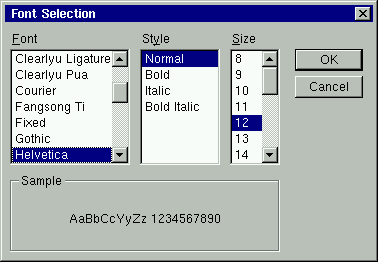 Font Selection
Font
Style
Size
Clearlyu Ligature
Clearlyu Pua
Courier
Fangsong Ti
Fixed
Gothic
Helvetica
Normal
Bold
Italic
Bold Italic
8
9
10
11
12
13
14
OK
Cancel
Sample
AaBbCcYyZz 1234567890